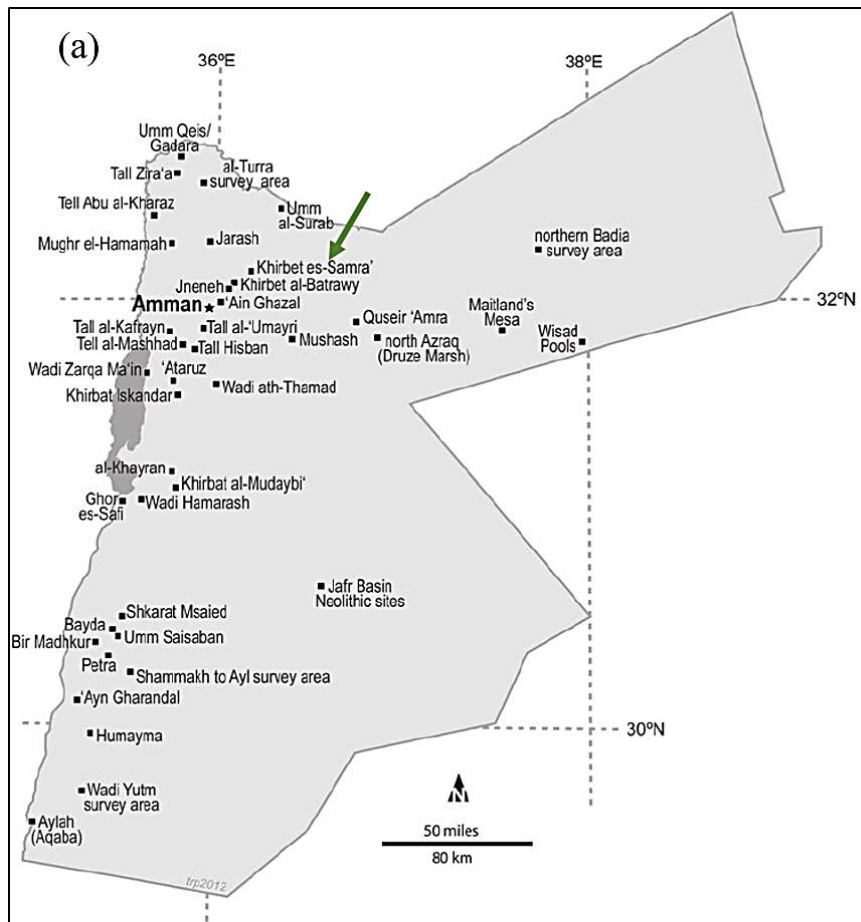 (a)
36ºE
38ºE
Umm Qeis/
Gadara
Tall Zira'a
al-Turra
survey area
Tell Abu al-Kharaz
Umm
al-Surab
Mughr el-Hamamah
Jarash
northern Badia
survey area
Khirbet es-Samra'
Jneneh
Khirbet al-Batrawy
Amman
'Ain Ghazal
32ºN
Quseir 'Amra
Maitland's
Mesa
Tall al-Kafrayn
Tall al-'Umayri
Mushash
north Azraq
(Druze Marsh)
Wisad
Pools
Tell al-Mashhad
Tall Hisban
Wadi Zarqa Ma'in
'Ataruz
Wadi ath-Thamad
Khirbat Iskandar
al-Khayran
Khirbat al-Mudaybi'
Ghor
es-Safi
Wadi Hamarash
Jafr Basin
Neolithic sites
Shkarat Msaied
Bayda
Umm Saisaban
Bir Madhkur
Petra
Shammakh to Ayl survey area
'Ayn Gharandal
30ºN
Humayma
Wadi Yutm
survey area
N
Aylah
(Aqaba)
50 miles
80 km
trp2012